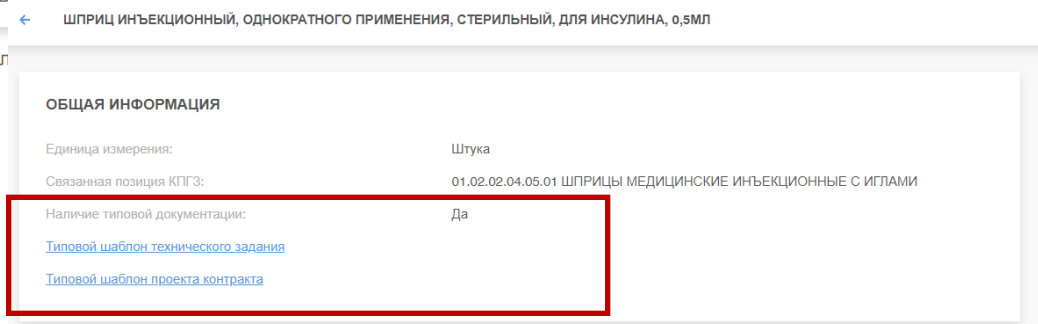 ← ШПРИЦ ИНЪЕКЦИОННЫЙ, ОДНОКРАТНОГО ПРИМЕНЕНИЯ, СТЕРИЛЬНЫЙ, ДЛЯ ИНСУЛИНА, 0,5МЛ
ОБЩАЯ ИНФОРМАЦИЯ
Единица измерения: Штука
Связанная позиция КПГЗ: 01.02.02.04.05.01 ШПРИЦЫ МЕДИЦИНСКИЕ ИНЪЕКЦИОННЫЕ С ИГЛАМИ
Наличие типовой документации: Да
Типовой шаблон технического задания
Типовой шаблон проекта контракта